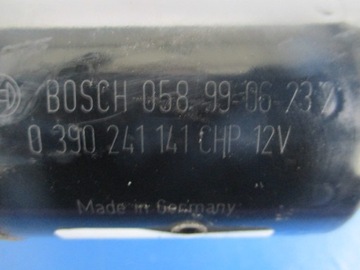 BOSCH 058 99-06-23
0 390 241 141 CHP 12V
Made in Germany